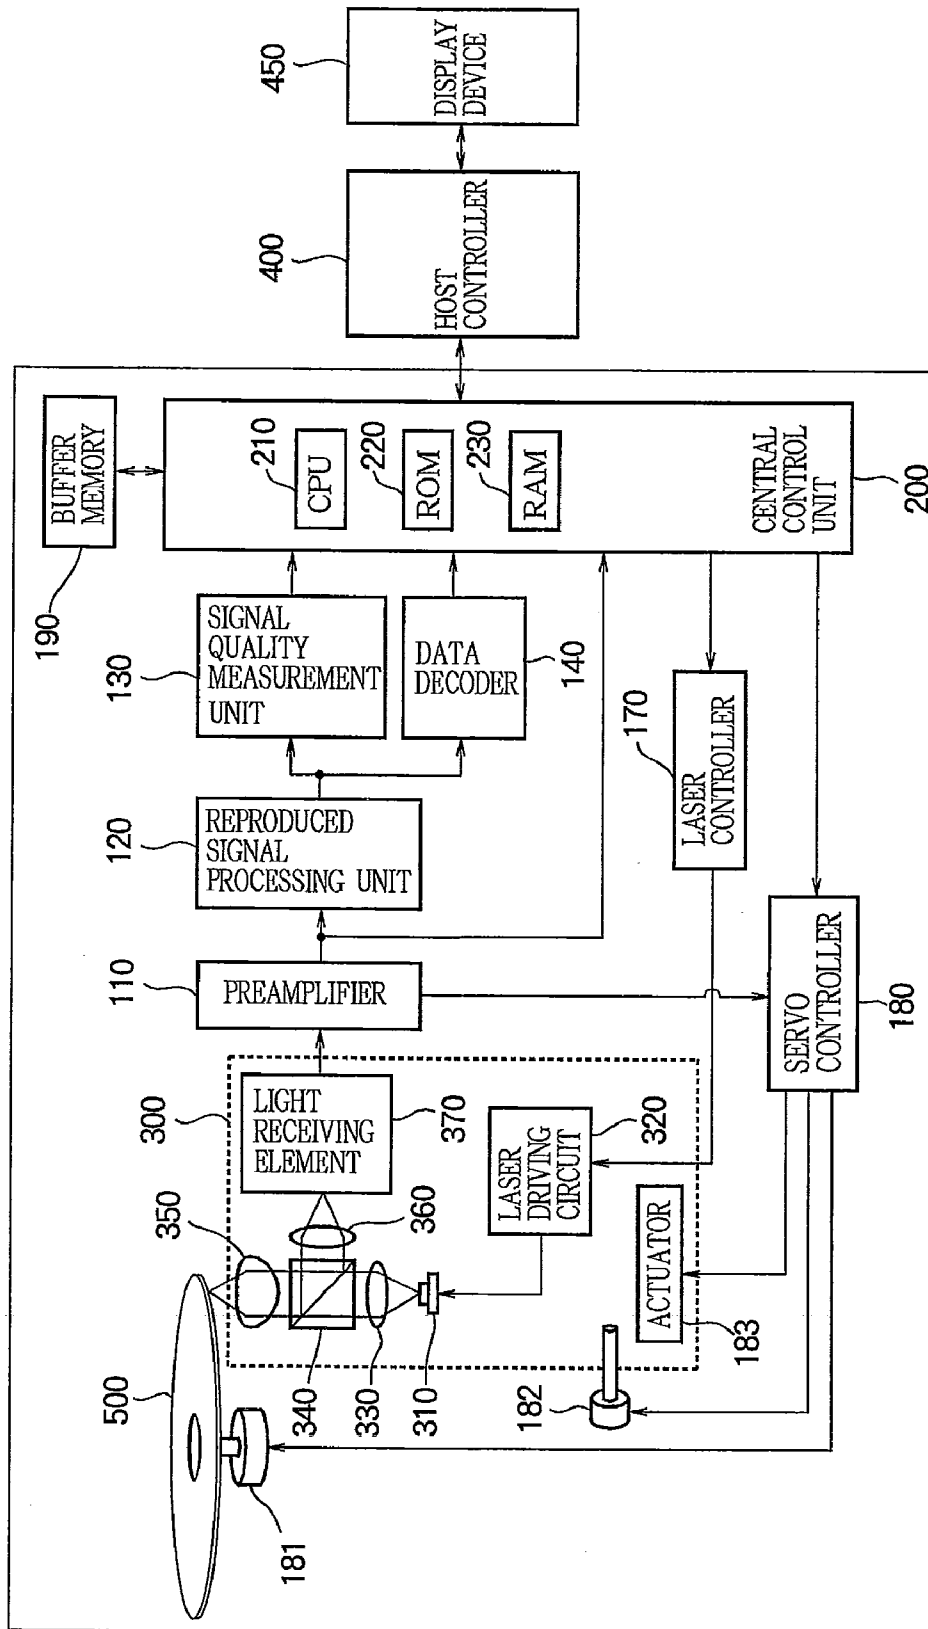 500
181
350
340
330
310
182
300
LIGHT
RECEIVING
ELEMENT
370
360
LASER
DRIVING
CIRCUIT
320
ACTUATOR
183
110
PREAMPLIFIER
120
REPRODUCED
SIGNAL
PROCESSING UNIT
130
SIGNAL
QUALITY
MEASUREMENT
UNIT
DATA
DECODER
140
170
LASER
CONTROLLER
SERVO
CONTROLLER
180
190
BUFFER
MEMORY
210
CPU
220
ROM
230
RAM
CENTRAL
CONTROL
UNIT
200
400
HOST
CONTROLLER
450
DISPLAY
DEVICE